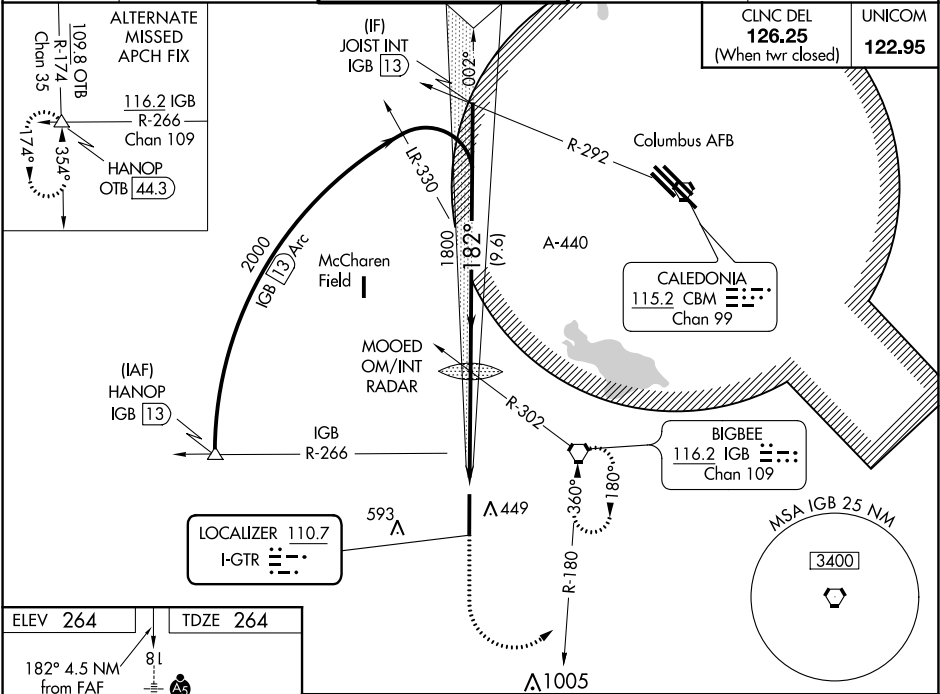 ALTERNATE
MISSED
APCH FIX
109.8 OTB
R-174
Chan 35
116.2 IGB
R-266
Chan 109
174°
354°
HANOP
OTB 44.3
(IF)
JOIST INT
IGB 13
002°
CLNC DEL
126.25
(When twr closed)
UNICOM
122.95
R-292
Columbus AFB
LR-330
2000
IGB 13 Arc
McCharen
Field
1800
182°
(9.6)
A-440
CALEDONIA
115.2 CBM
Chan 99
MOOED
OM/INT
RADAR
(IAF)
HANOP
IGB 13
R-302
IGB
R-266
BIGBEE
116.2 IGB
Chan 109
360°
180°
R-180
593
449
LOCALIZER 110.7
I-GTR
MSA IGB 25 NM
3400
1005
ELEV 264
TDZE 264
182° 4.5 NM
from FAF
18
A5